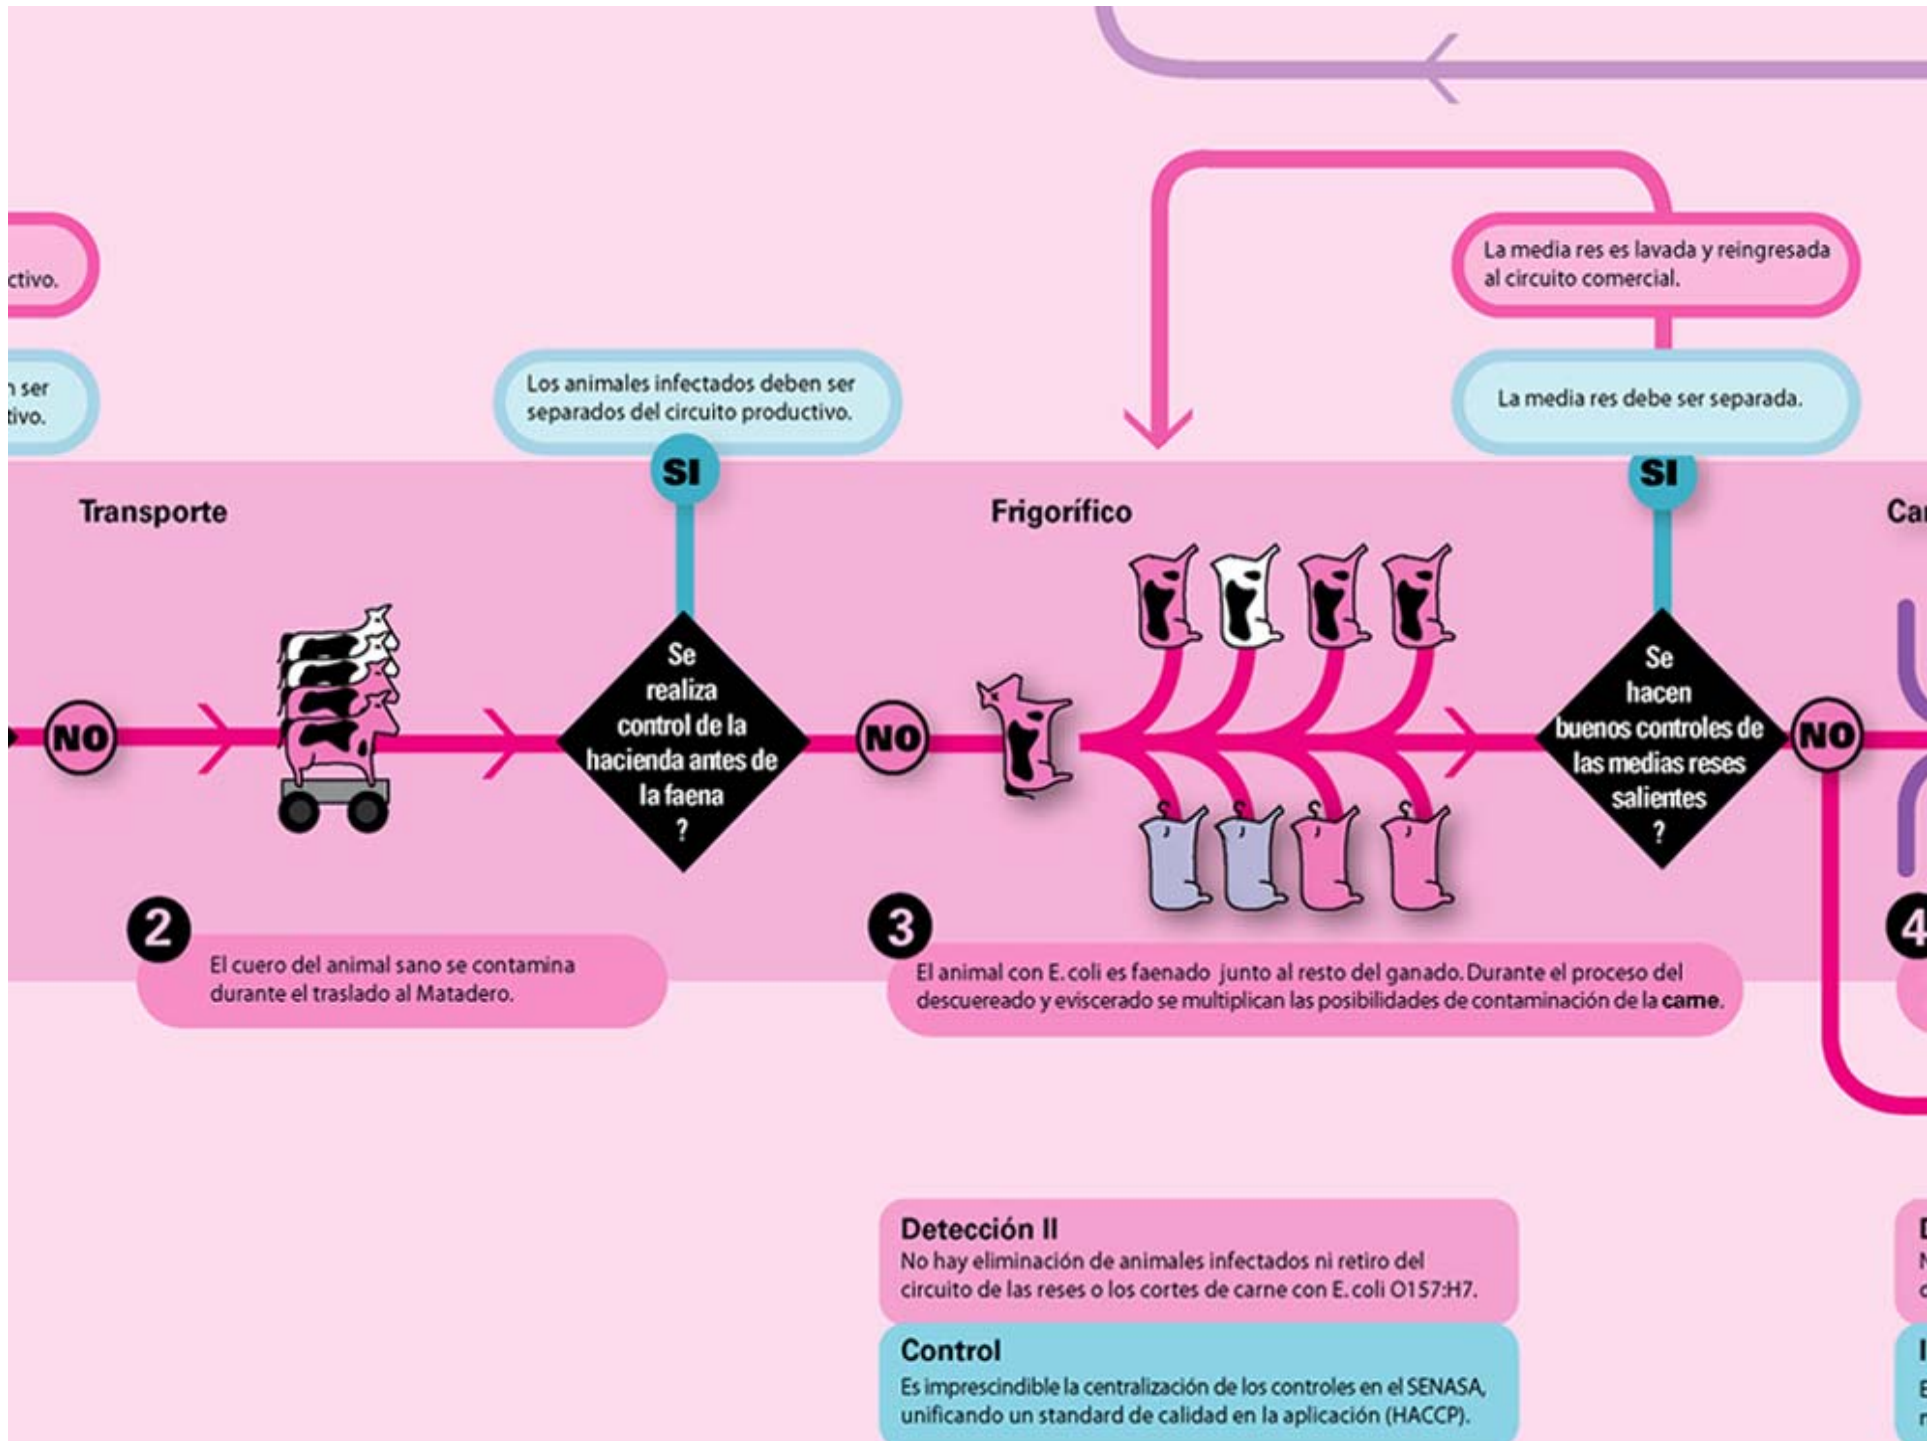 ctivo.
n ser
tivo.
La media res es lavada y reingresada
al circuito comercial.
Los animales infectados deben ser
separados del circuito productivo.
La media res debe ser separada.
SI
SI
Transporte
Frigorífico
Car
NO
Se
realiza
control de la
hacienda antes de
la faena
?
NO
Se
hacen
buenos controles de
las medias reses
salientes
?
NO
2
El cuero del animal sano se contamina
durante el traslado al Matadero.
3
El animal con E. coli es faenado junto al resto del ganado. Durante el proceso del
descuereado y eviscerado se multiplican las posibilidades de contaminación de la carne.
4
Detección II
No hay eliminación de animales infectados ni retiro del
circuito de las reses o los cortes de carne con E. coli O157:H7.
Control
Es imprescindible la centralización de los controles en el SENASA,
unificando un standard de calidad en la aplicación (HACCP).